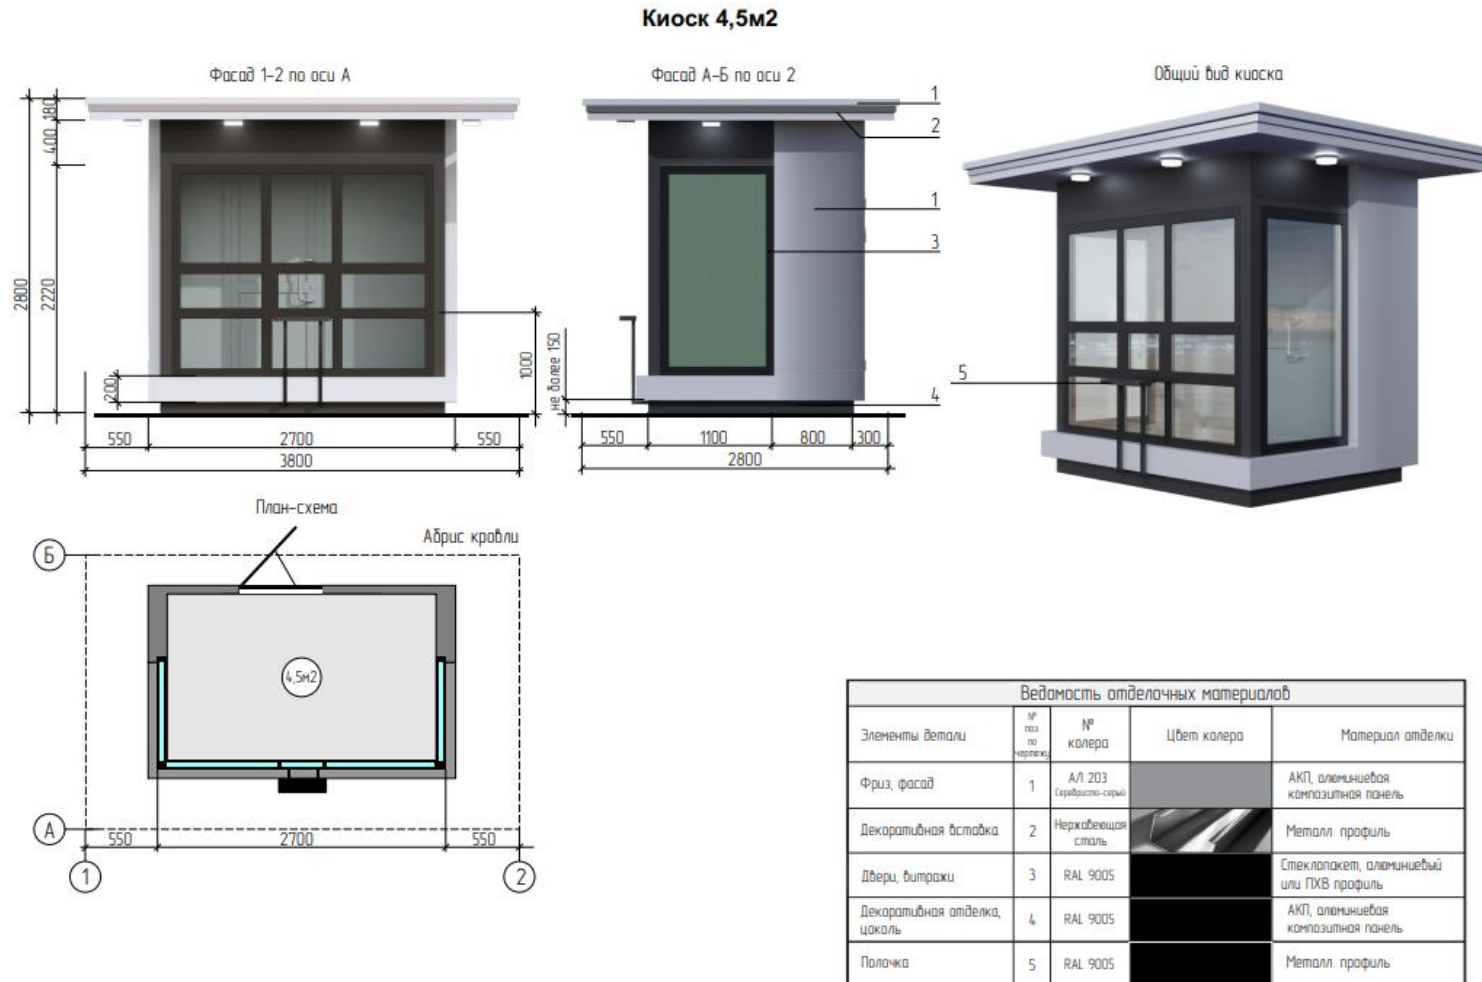 Киоск 4,5м2
Фасад 1-2 по оси А
Фасад А-Б по оси 2
Общий вид киоска
2800
180
400
2220
200
1000
550
2700
550
3800
1
2
1
3
4
не более 150
550
1100
800
300
2800
5
План-схема
Абрис кровли
Б
А
4,5м2
550
2700
550
1
2
Ведомость отделочных материалов
Элементы детали
№
поз.
по
чертежу
№
колера
Цвет колера
Материал отделки
Фриз, фасад
1
АЛ 203
Серебристо-серый
АКП, алюминиевая
композитная панель
Декоративная вставка
2
Нержавеющая
сталь
Металл. профиль
Двери, витражи
3
RAL 9005
Стеклопакет, алюминиевый
или ПХВ профиль
Декоративная отделка,
цоколь
4
RAL 9005
АКП, алюминиевая
композитная панель
Полочка
5
RAL 9005
Металл. профиль